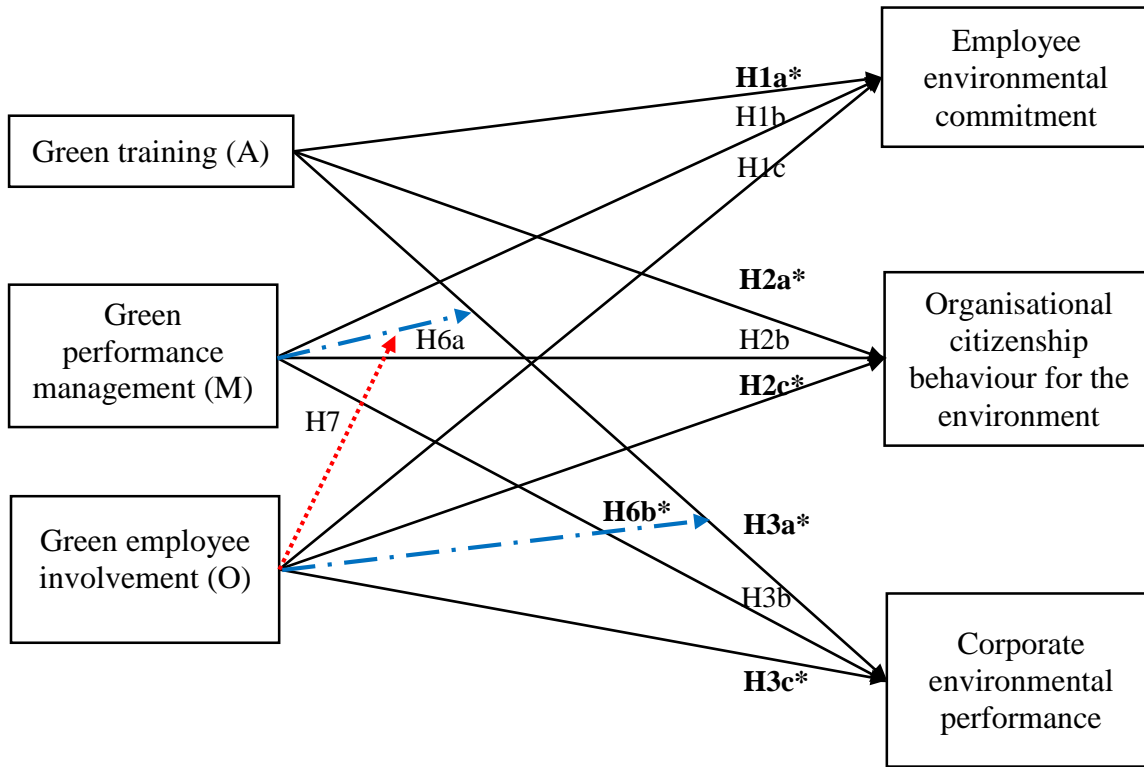 Employee
environmental
commitment
H1a*
H1b
Green training (A)
H1c
H2a*
Organisational
citizenship
behaviour for the
environment
Green
performance
management (M)
H6a
H2b
H2c*
H7
H6b*
H3a*
Green employee
involvement (O)
H3b
Corporate
environmental
performance
H3c*